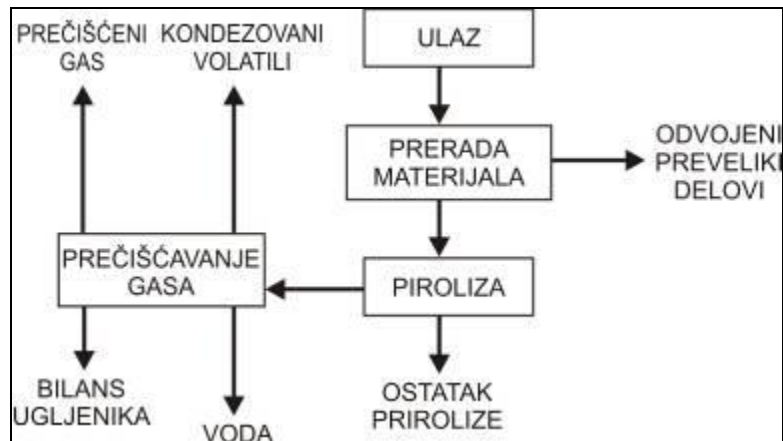 PREČIŠĆENI
GAS
KONDEZOVANI
VOLATILI
ULAZ
PRERADA
MATERIJALA
ODVOJENI
PREVELIKI
DELOVI
PREČIŠĆAVANJE
GASA
PIROLIZA
BILANS
UGLJENIKA
VODA
OSTATAK
PRIROLIZE